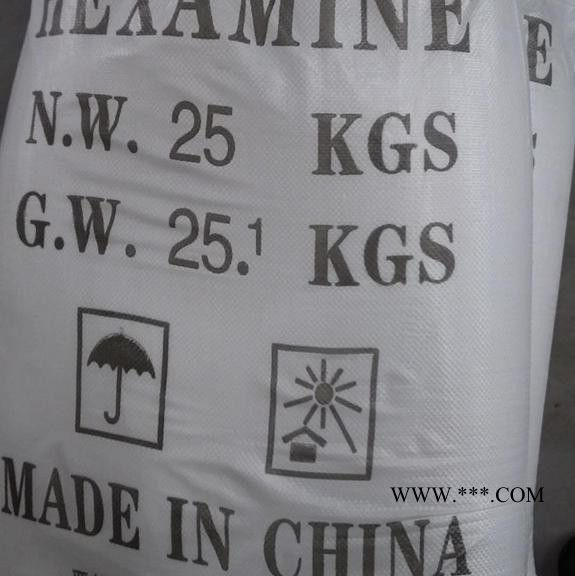 HEXAMINE
N.W. 25 KGS
G.W. 25.1 KGS
MADE IN CHINA
WWW.***.COM
E